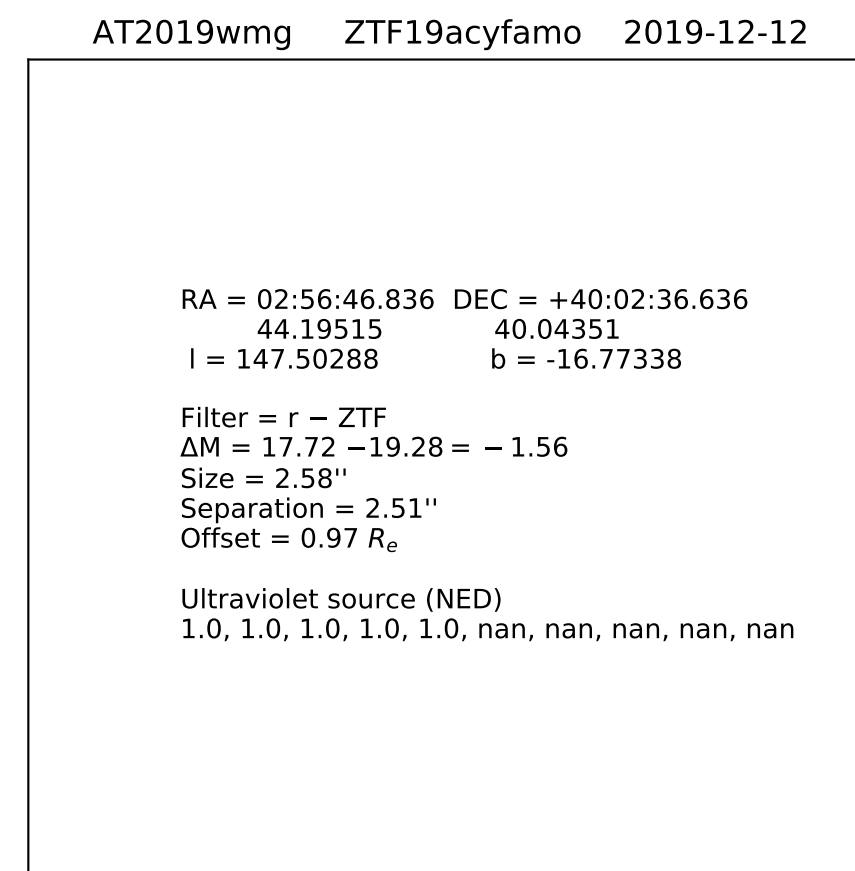 AT2019wmg ZTF19acyfamo 2019-12-12
RA = 02:56:46.836 DEC = +40:02:36.636
44.19515 40.04351
l = 147.50288 b = -16.77338
Filter = r − ZTF
ΔM = 17.72 −19.28 = − 1.56
Size = 2.58''
Separation = 2.51''
Offset = 0.97 Rₑ
Ultraviolet source (NED)
1.0, 1.0, 1.0, 1.0, 1.0, nan, nan, nan, nan, nan